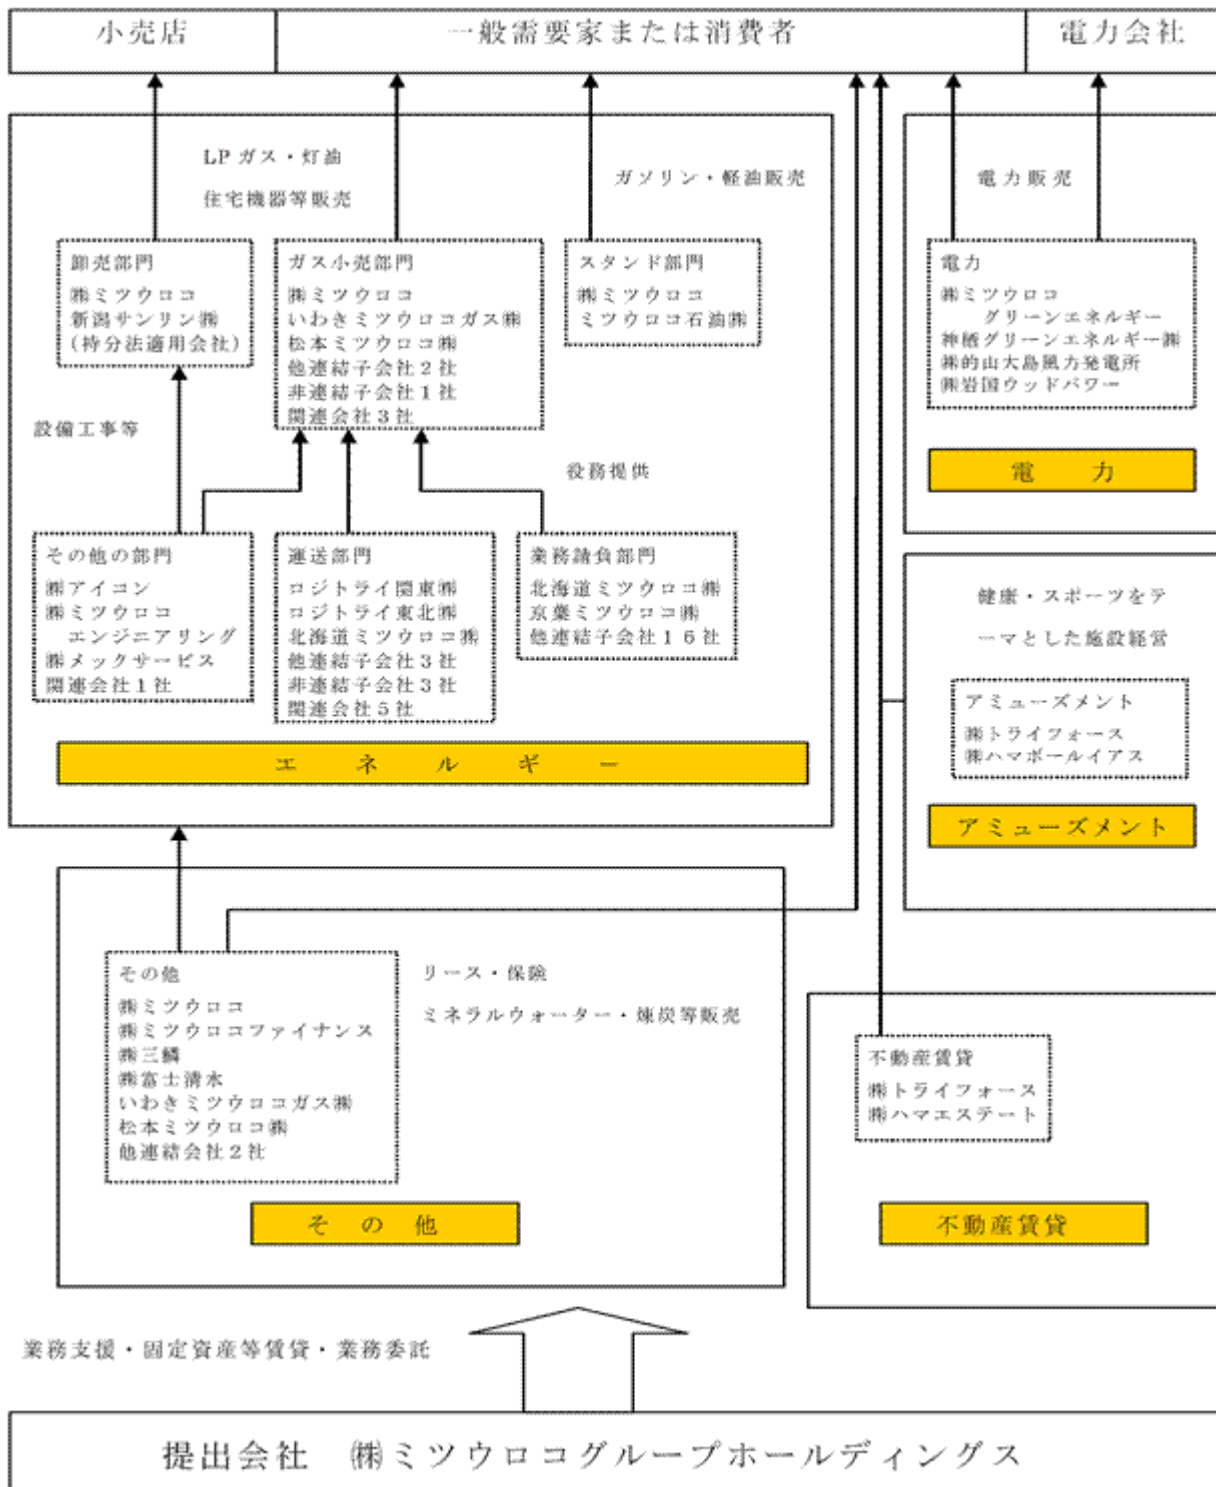 小売店
一般需要家または消費者
電力会社
LPガス・灯油
住宅機器等販売
ガソリン・軽油販売
電力販売
卸売部門
㈱ミツウロコ
新潟サンリン㈱
(持分法適用会社)
ガス小売部門
㈱ミツウロコ
いわきミツウロコガス㈱
松本ミツウロコ㈱
他連結子会社2社
非連結子会社1社
関連会社3社
スタンド部門
㈱ミツウロコ
ミツウロコ石油㈱
電力
㈱ミツウロコ
グリーンエネルギー
神栖グリーンエネルギー㈱
㈱的山大島風力発電所
㈱岩国ウッドパワー
電力
設備工事等
役務提供
その他の部門
㈱アイコン
㈱ミツウロコ
エンジニアリング
㈱メックサービス
関連会社1社
運送部門
ロジトライ関東㈱
ロジトライ東北㈱
北海道ミツウロコ㈱
他連結子会社3社
非連結子会社3社
関連会社5社
業務請負部門
北海道ミツウロコ㈱
京葉ミツウロコ㈱
他連結子会社16社
エネルギー
健康・スポーツをテ
ーマとした施設経営
アミューズメント
㈱トライフォース
㈱ハマボールイアス
アミューズメント
その他
㈱ミツウロコ
㈱ミツウロコファイナンス
㈱三鱗
㈱富士清水
いわきミツウロコガス㈱
松本ミツウロコ㈱
他連結会社2社
リース・保険
ミネラルウォーター・煉炭等販売
その他
不動産賃貸
㈱トライフォース
㈱ハマエステート
不動産賃貸
業務支援・固定資産等賃貸・業務委託
提出会社 ㈱ミツウロコグループホールディングス